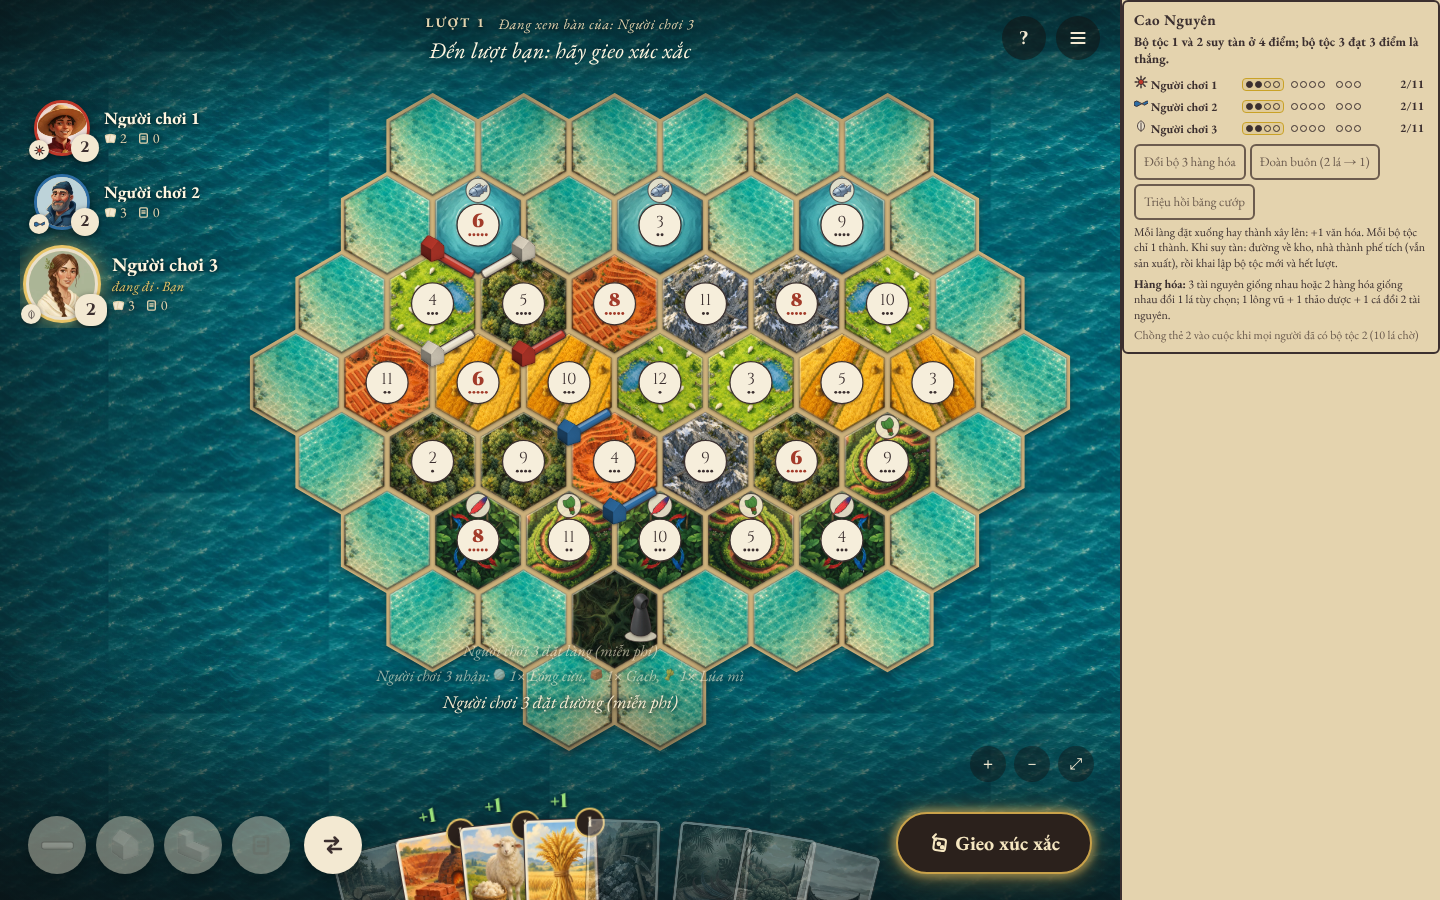 LƯỢT 1 Đang xem bàn của: Người chơi 3
Đến lượt bạn: hãy gieo xúc xắc
?
Người chơi 1
2 0
2
Người chơi 2
3 0
2
Người chơi 3
đang đi · Bạn
3 0
2
6 3 9
4 5 8 11 8 10
11 6 10 12 3 5 3
2 9 4 9 6 9
8 11 10 5 4
Người chơi 3 đặt làng (miễn phí)
Người chơi 3 nhận: 1× Lông cừu, 1× Gạch, 1× Lúa mì
Người chơi 3 đặt đường (miễn phí)
+ −
+1 +1 +1
Gieo xúc xắc
Cao Nguyên
Bộ tộc 1 và 2 suy tàn ở 4 điểm; bộ tộc 3 đạt 3 điểm là
thắng.
Người chơi 1 2/11
Người chơi 2 2/11
Người chơi 3 2/11
Đổi bộ 3 hàng hóa
Đoàn buôn (2 lá → 1)
Triệu hồi băng cướp
Mỗi làng đặt xuống hay thành xây lên: +1 văn hóa. Mỗi bộ tộc
chỉ 1 thành. Khi suy tàn: đường về kho, nhà thành phế tích (vẫn
sản xuất), rồi khai lập bộ tộc mới và hết lượt.
Hàng hóa: 3 tài nguyên giống nhau hoặc 2 hàng hóa giống
nhau đổi 1 lá tùy chọn; 1 lông vũ + 1 thảo dược + 1 cá đổi 2 tài
nguyên.
Chồng thẻ 2 vào cuộc khi mọi người đã có bộ tộc 2 (10 lá chờ)